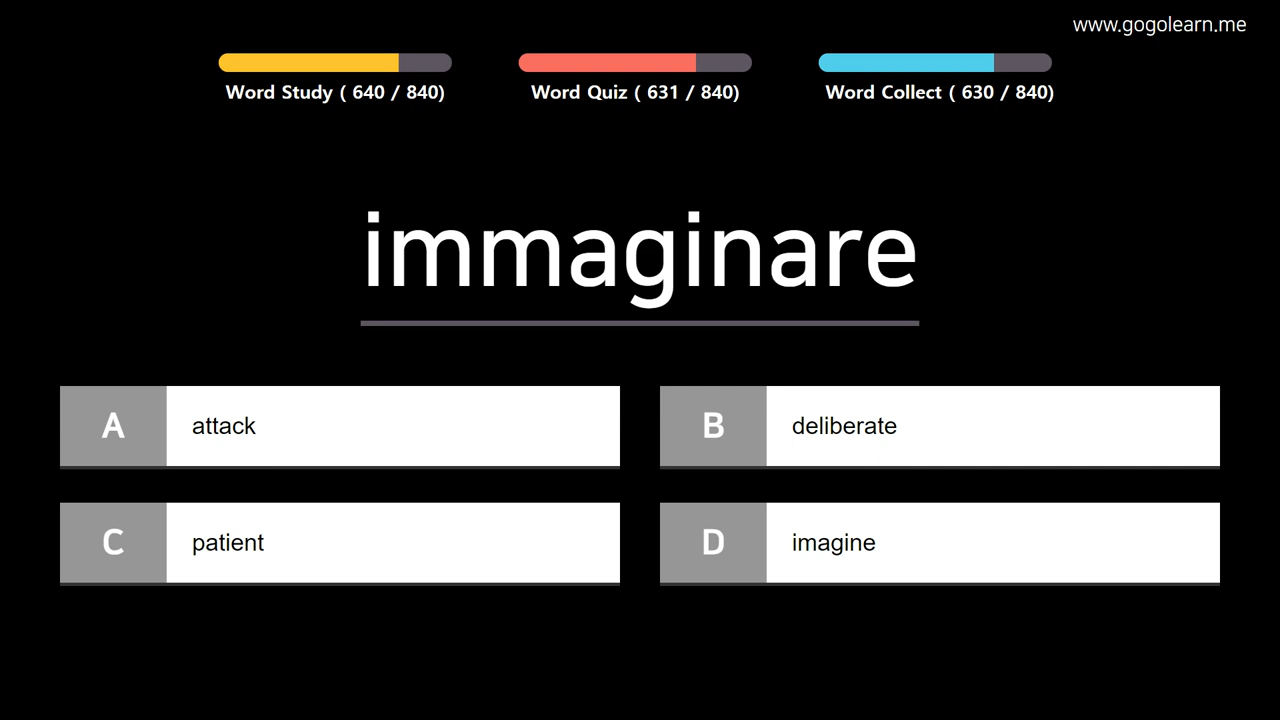 www.gogolearn.me
Word Study ( 640 / 840)
Word Quiz ( 631 / 840)
Word Collect ( 630 / 840)
immaginare
A attack
B deliberate
C patient
D imagine